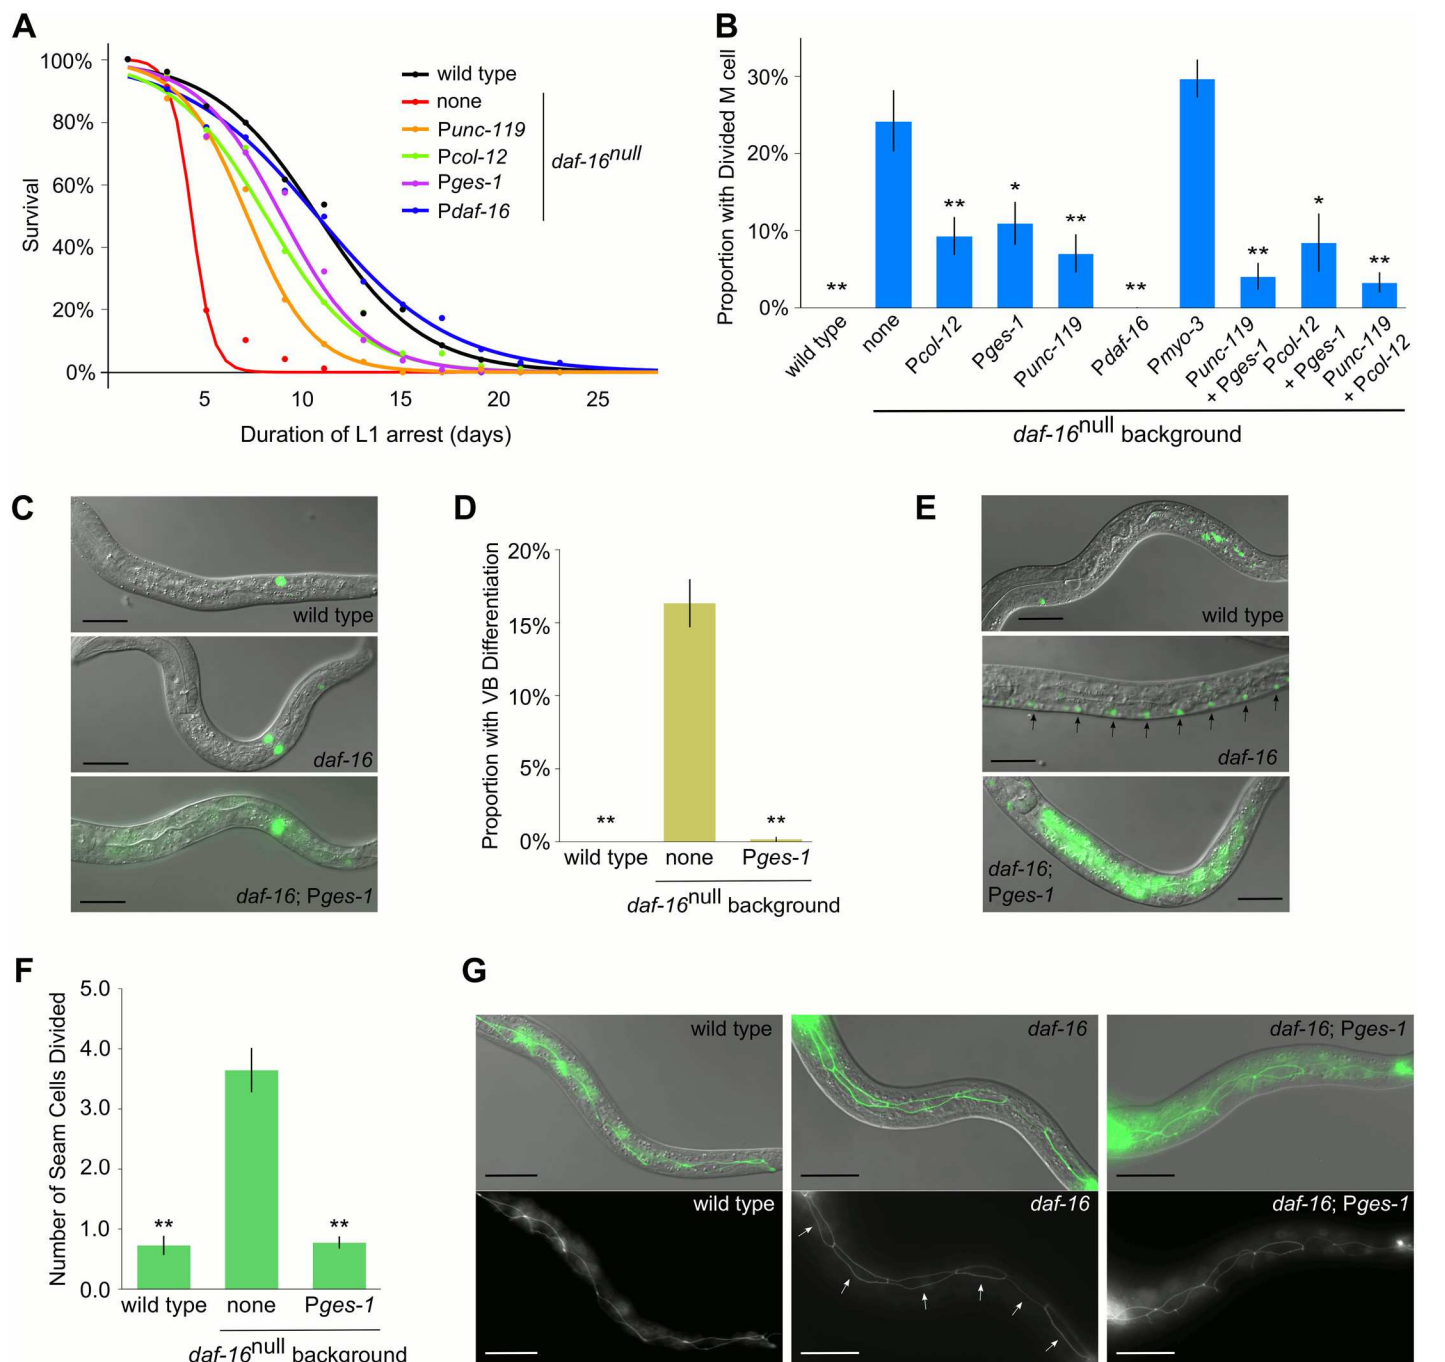 A
100%
80%
60%
40%
20%
0%
Survival
5
10
15
20
25
Duration of L1 arrest (days)
wild type
none
Punc-119
Pcol-12
Pges-1
Pdaf-16
daf-16null
B
Proportion with Divided M cell
30%
20%
10%
0%
**
**
*
**
**
**
*
**
wild type
none
Pcol-12
Pges-1
Punc-119
Pdaf-16
Pmyo-3
Punc-119
+ Pges-1
Pcol-12
+ Pges-1
Punc-119
+ Pcol-12
daf-16null background
C
wild type
daf-16
daf-16; Pges-1
D
Proportion with VB Differentiation
20%
15%
10%
5%
0%
**
**
wild type
none
Pges-1
daf-16null background
E
wild type
daf-16
daf-16;
Pges-1
F
Number of Seam Cells Divided
5.0
4.0
3.0
2.0
1.0
0.0
**
**
wild type
none
Pges-1
daf-16null background
G
wild type
daf-16
daf-16; Pges-1
wild type
daf-16
daf-16; Pges-1